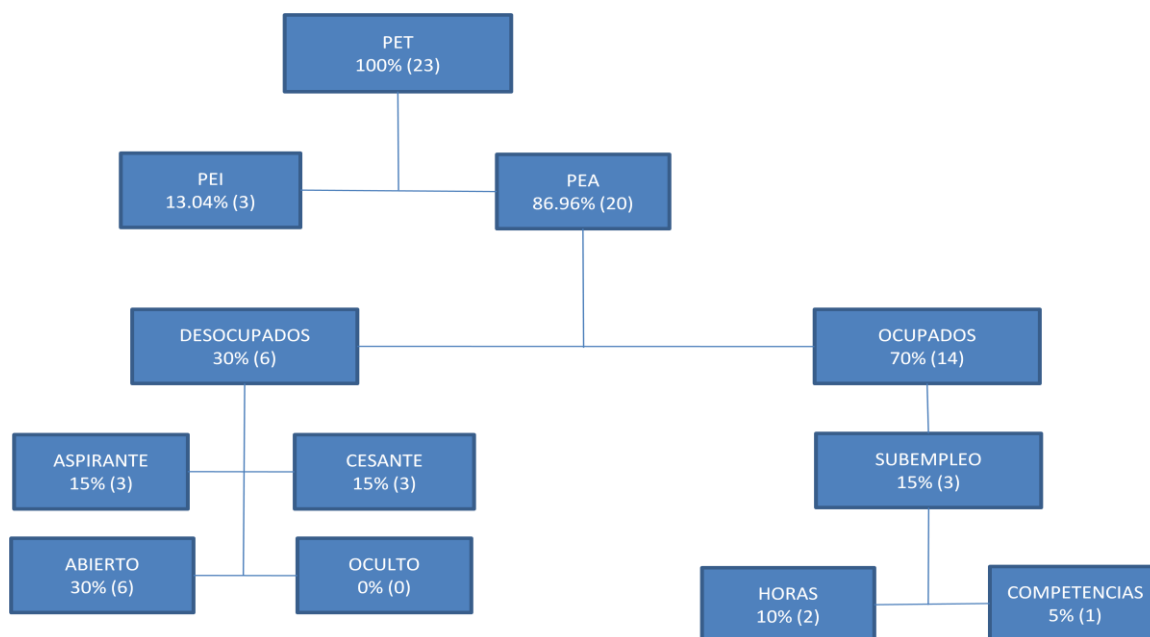 PET
100% (23)
PEI
13.04% (3)
PEA
86.96% (20)
DESOCUPADOS
30% (6)
OCUPADOS
70% (14)
ASPIRANTE
15% (3)
CESANTE
15% (3)
SUBEMPLEO
15% (3)
ABIERTO
30% (6)
OCULTO
0% (0)
HORAS
10% (2)
COMPETENCIAS
5% (1)